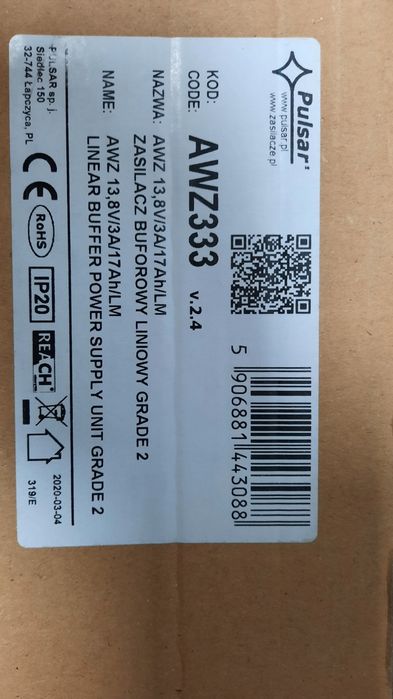 Pulsar®
www.pulsar.pl
www.zasilacze.pl
5 906881 443088
KOD:
CODE: AWZ333 v.2.4
NAZWA: AWZ 13,8V/3A/17Ah/LM
ZASILACZ BUFOROWY LINIOWY GRADE 2
NAME: AWZ 13,8V/3A/17Ah/LM
LINEAR BUFFER POWER SUPPLY UNIT GRADE 2
PULSAR sp. j.
Siedlec 150
32-744 Łapczyca, PL
CE
RoHS
IP20
REACH
2020-03-04
319/E